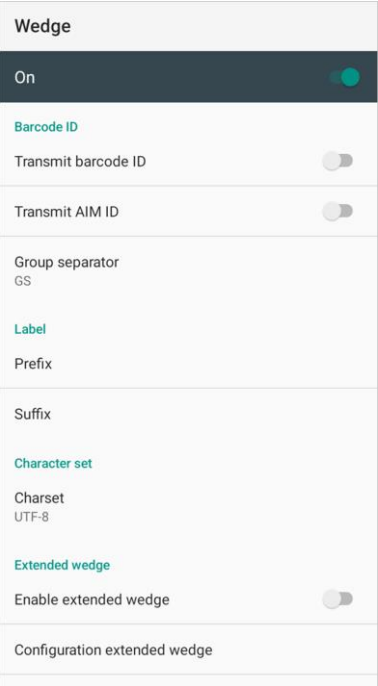 Wedge
On
Barcode ID
Transmit barcode ID
Transmit AIM ID
Group separator
GS
Label
Prefix
Suffix
Character set
Charset
UTF-8
Extended wedge
Enable extended wedge
Configuration extended wedge